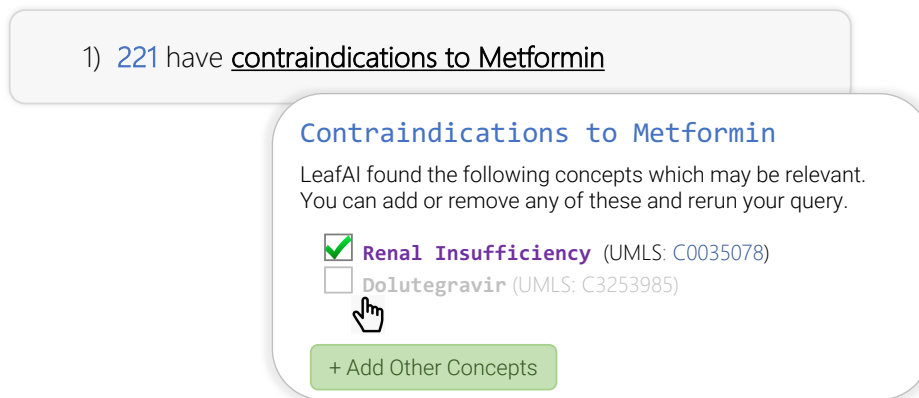 1) 221 have contraindications to Metformin
Contraindications to Metformin
LeafAI found the following concepts which may be relevant.
You can add or remove any of these and rerun your query.
Renal Insufficiency (UMLS: C0035078)
Dolutegravir (UMLS: C3253985)
+ Add Other Concepts